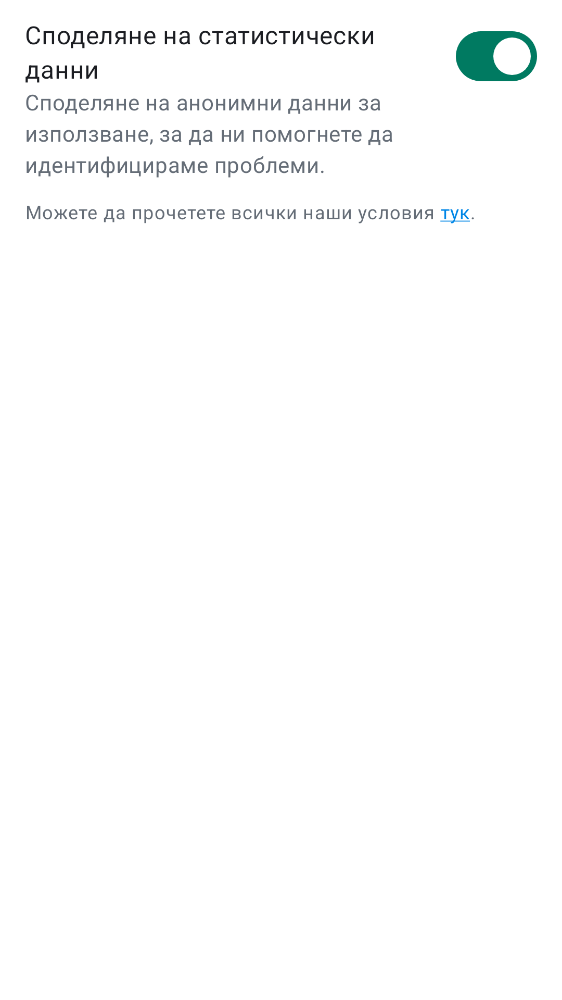 Споделяне на статистически
данни
Споделяне на анонимни данни за
използване, за да ни помогнете да
идентифицираме проблеми.
Можете да прочетете всички наши условия тук.